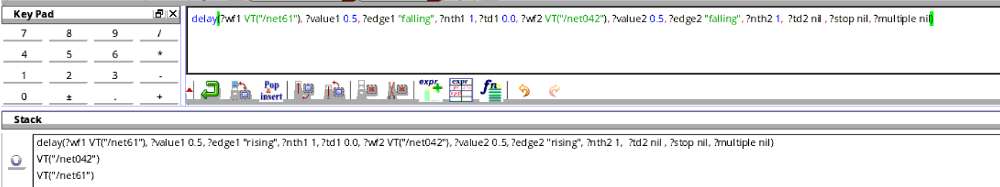 Key Pad
delay(?wf1 VT("/net61"), ?value1 0.5, ?edge1 "falling", ?nth1 1, ?td1 0.0, ?wf2 VT("/net042"), ?value2 0.5, ?edge2 "falling", ?nth2 1, ?td2 nil , ?stop nil, ?multiple nil)
7 8 9 /
4 5 6 *
1 2 3 -
0 ± . +
Pop & insert
expr
expr
fn
Stack
delay(?wf1 VT("/net61"), ?value1 0.5, ?edge1 "rising", ?nth1 1, ?td1 0.0, ?wf2 VT("/net042"), ?value2 0.5, ?edge2 "rising", ?nth2 1, ?td2 nil , ?stop nil, ?multiple nil)
VT("/net042")
VT("/net61")